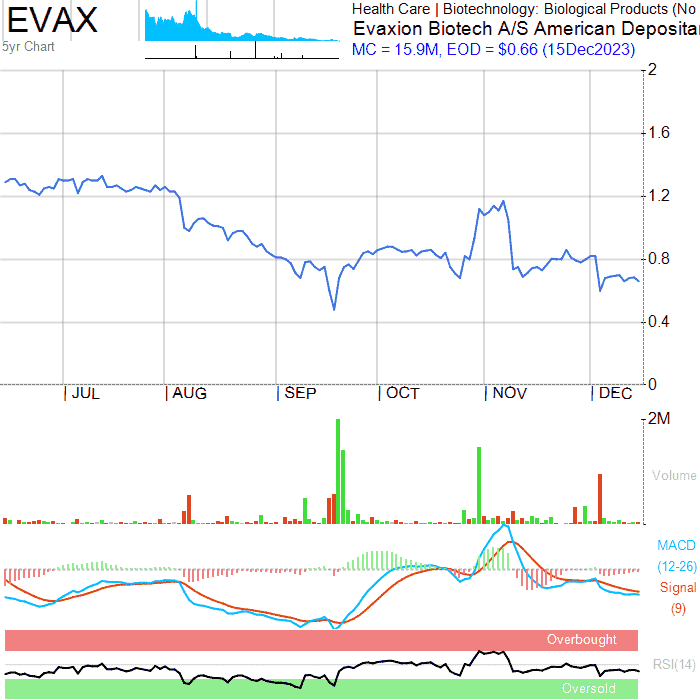 EVAX
5yr Chart
Health Care | Biotechnology: Biological Products (No
Evaxion Biotech A/S American Depositar
MC = 15.9M, EOD = $0.66 (15Dec2023)
2
1.6
1.2
0.8
0.4
0
JUL AUG SEP OCT NOV DEC
2M
Volume
MACD
(12-26)
Signal
(9)
Overbought
RSI(14)
Oversold